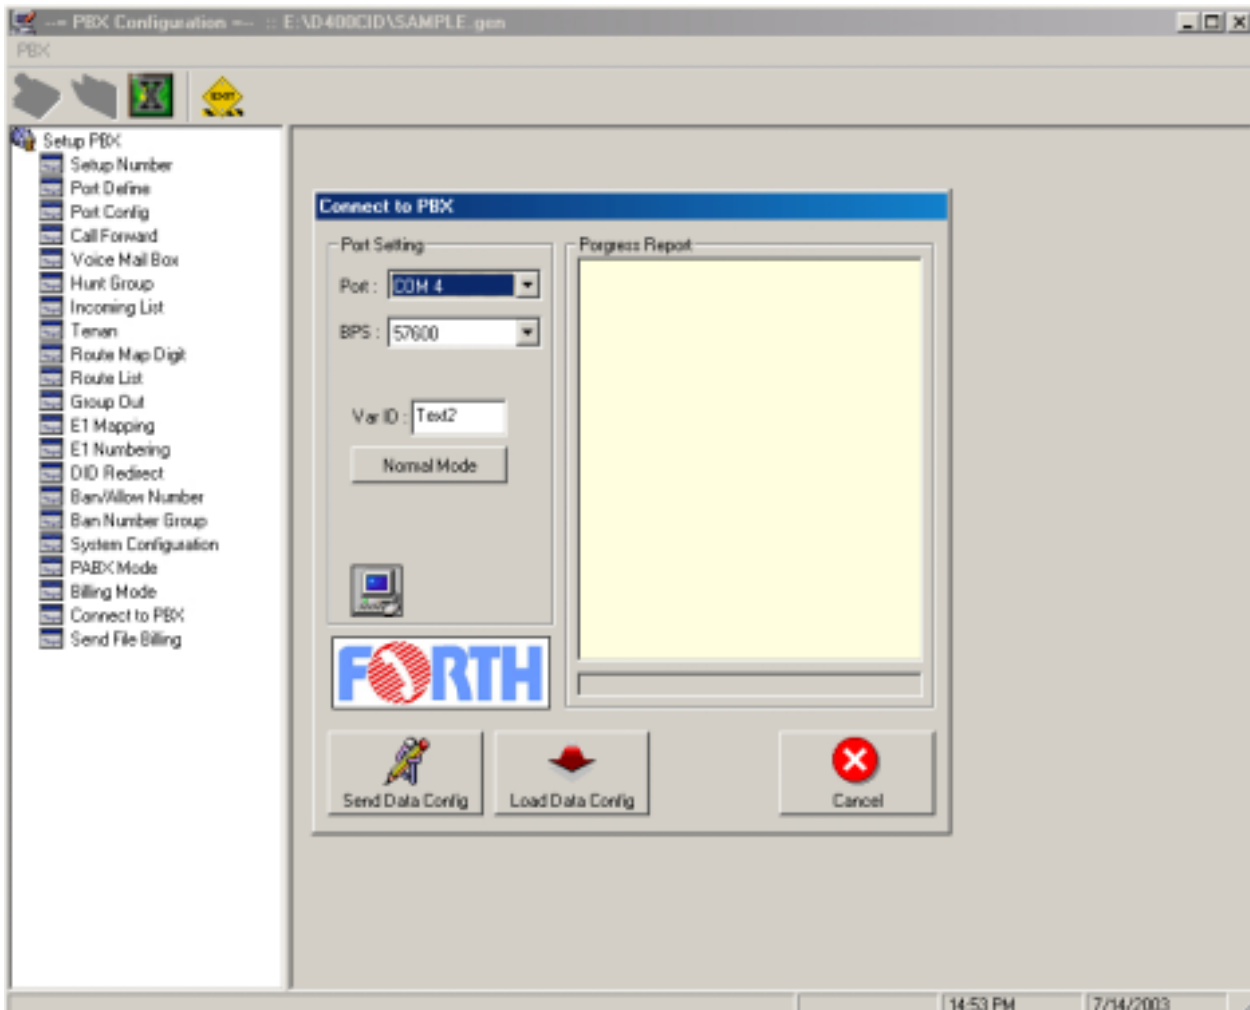 --= PBX Configuration =-- :: E:\D400CID\SAMPLE.gen
PBX
EXIT
Setup PBX
Setup Number
Port Define
Port Config
Call Forward
Voice Mail Box
Hunt Group
Incoming List
Tenan
Route Map Digit
Route List
Group Out
E1 Mapping
E1 Numbering
DID Redirect
Ban/Allow Number
Ban Number Group
System Configuration
PABX Mode
Billing Mode
Connect to PBX
Send File Billing
Connect to PBX
Port Setting
Port : COM 4
BPS : 57600
Var ID : Text2
Normal Mode
FORTH
Porgress Report
Send Data Config
Load Data Config
Cancel
14:53 PM
7/14/2003